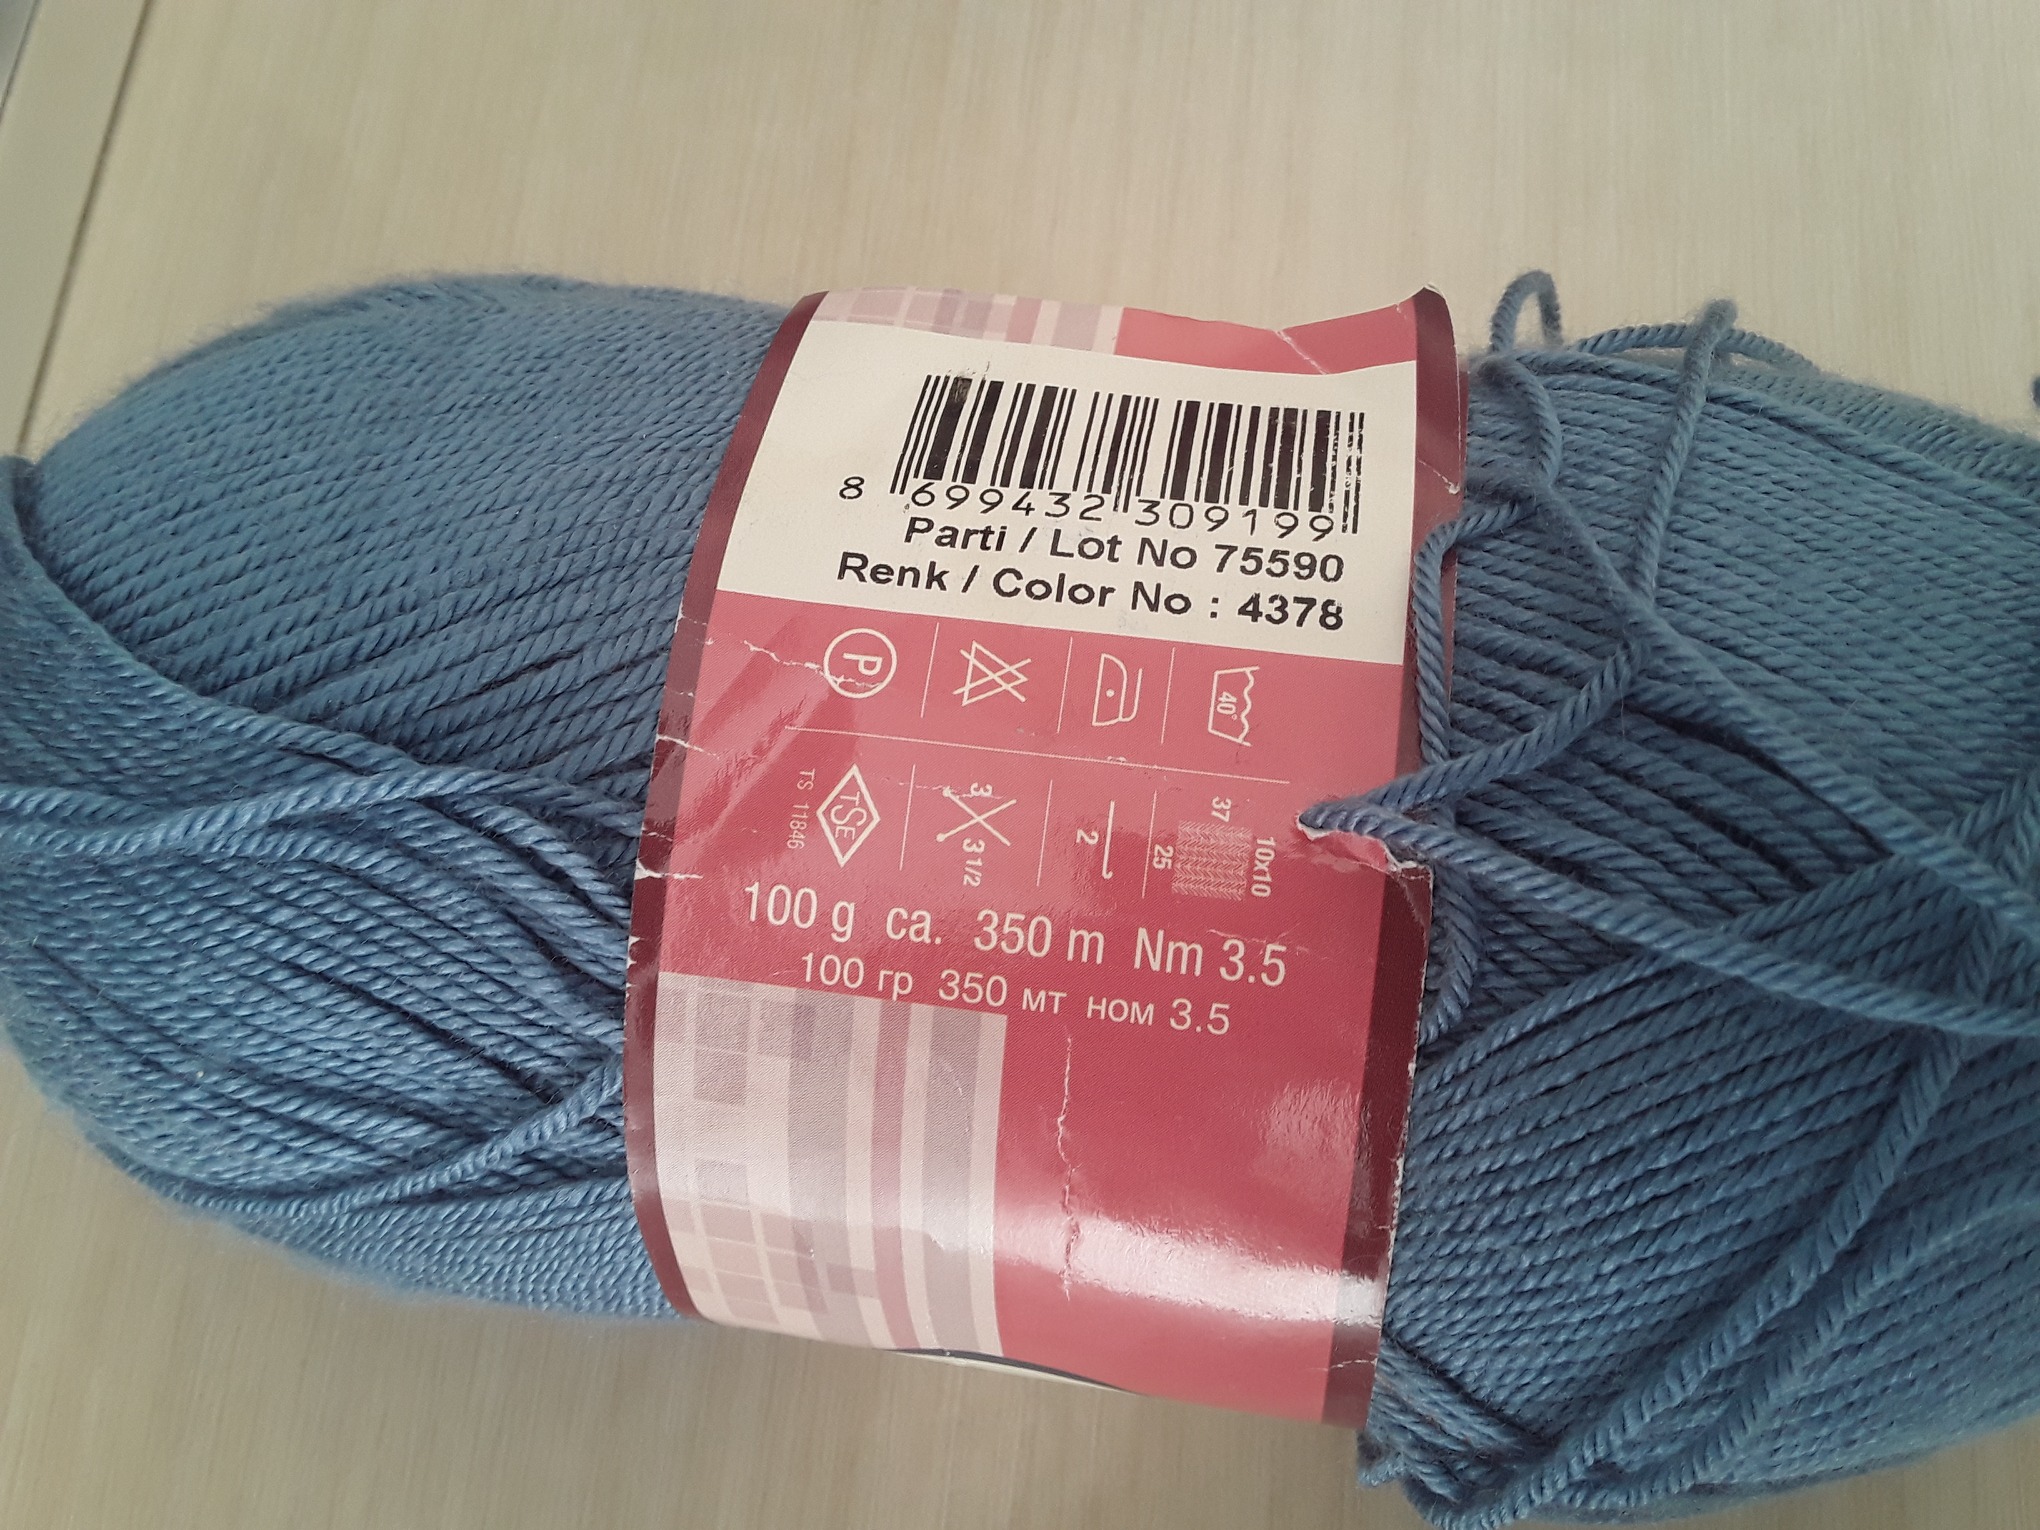 8 699432 309199
Parti / Lot No 75590
Renk / Color No : 4378
P
40°
TSE
TS 11846
3 3 1/2
2
37
25
10x10
100 g ca. 350 m Nm 3.5
100 гр 350 мт ном 3.5